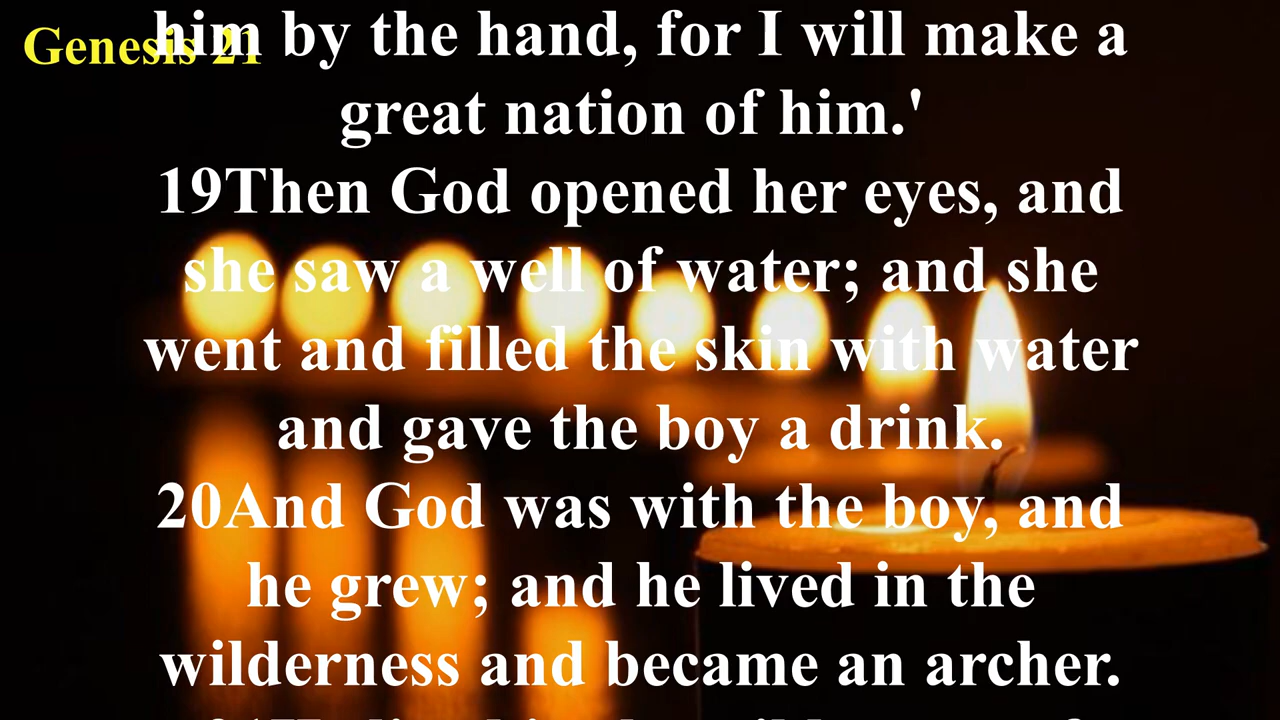 Genesis 21
him by the hand, for I will make a
great nation of him.'
19Then God opened her eyes, and
she saw a well of water; and she
went and filled the skin with water
and gave the boy a drink.
20And God was with the boy, and
he grew; and he lived in the
wilderness and became an archer.